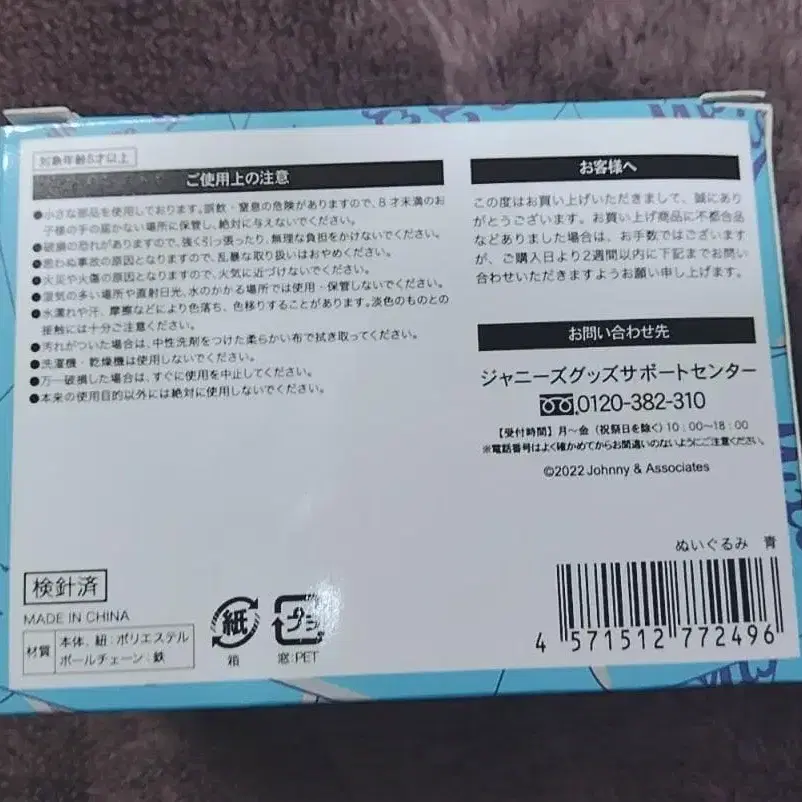 対象年齢8才以上
ご使用上の注意
●小さな部品を使用しております。誤飲・窒息の危険がありますので、8才未満のお
子様の手の届かない場所に保管し、絶対に与えないでください。
●破損の恐れがありますので、強く引っ張ったり、無理な負担をかけないでください。
●思わぬ事故の原因となりますので、乱暴な取り扱いはおやめください。
●火災や火傷の原因となりますので、火気に近づけないでください。
●湿気の多い場所や直射日光、水のかかる場所では使用・保管しないでください。
●水濡れや汗、摩擦などにより色落ち、色移りすることがあります。淡色のものとの
接触には十分ご注意ください。
●汚れがついた場合は、中性洗剤をつけた柔らかい布で拭き取ってください。
●洗濯機・乾燥機は使用しないでください。
●万一破損した場合は、すぐに使用を中止してください。
●本来の使用目的以外には絶対に使用しないでください。
お客様へ
この度はお買い上げいただきまして、誠にあり
がとうございます。お買い上げ商品に不都合品
などありました場合は、お手数ではございます
が、ご購入日より2週間以内に下記までお問い
合わせいただきますようお願い申し上げます。
お問い合わせ先
ジャニーズグッズサポートセンター
0120-382-310
【受付時間】月〜金（祝祭日を除く）10：00〜18：00
※電話番号はよく確かめてからお間違いのないようにご注意ください。
©2022 Johnny & Associates
検針済
MADE IN CHINA
材質
本体、紐：ポリエステル
ボールチェーン：鉄
紙
箱
プラ
窓：PET
ぬいぐるみ 青
4 571512 772496